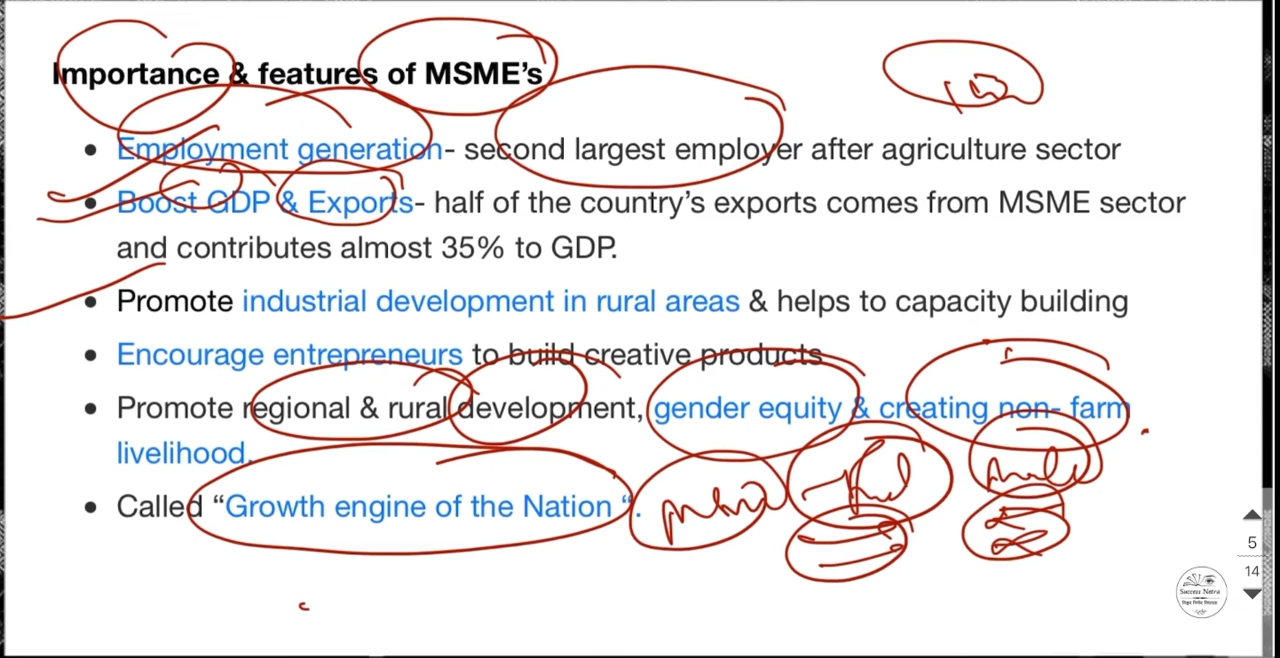 Importance & features of MSME’s
• Employment generation- second largest employer after agriculture sector
• Boost GDP & Exports- half of the country’s exports comes from MSME sector
and contributes almost 35% to GDP.
• Promote industrial development in rural areas & helps to capacity building
• Encourage entrepreneurs to build creative products
• Promote regional & rural development, gender equity & creating non- farm
livelihood.
• Called “Growth engine of the Nation “.
5
14
Success Netra